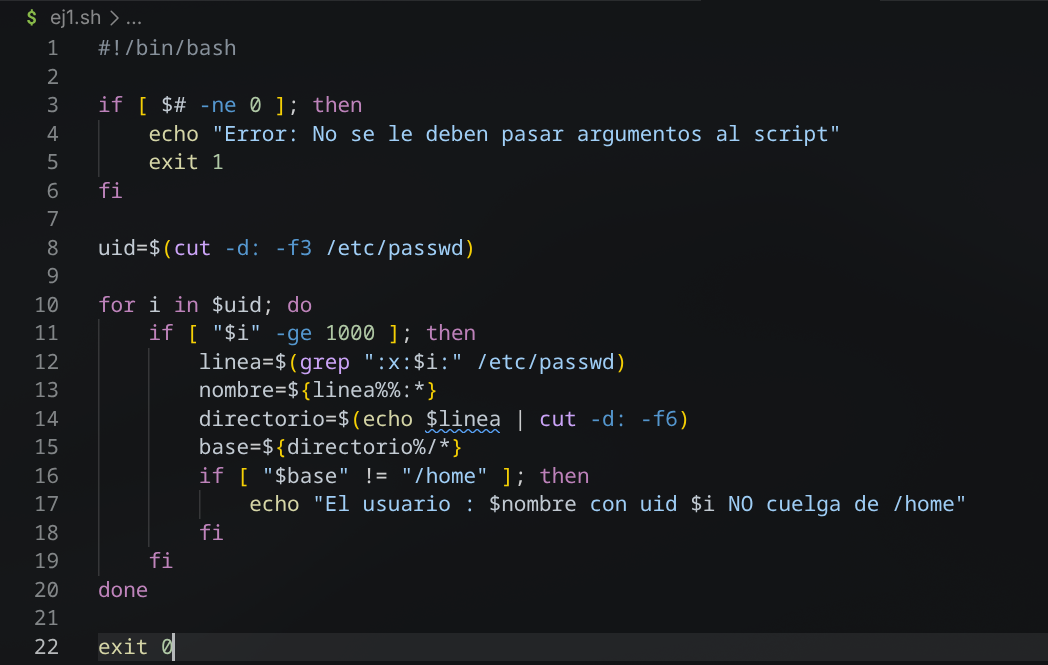 $ ej1.sh > ...
1 #!/bin/bash
2
3 if [ $# -ne 0 ]; then
4     echo "Error: No se le deben pasar argumentos al script"
5     exit 1
6 fi
7
8 uid=$(cut -d: -f3 /etc/passwd)
9
10 for i in $uid; do
11     if [ "$i" -ge 1000 ]; then
12         linea=$(grep ":x:$i:" /etc/passwd)
13         nombre=${linea%%:*}
14         directorio=$(echo $linea | cut -d: -f6)
15         base=${directorio%/*}
16         if [ "$base" != "/home" ]; then
17             echo "El usuario : $nombre con uid $i NO cuelga de /home"
18         fi
19     fi
20 done
21
22 exit 0